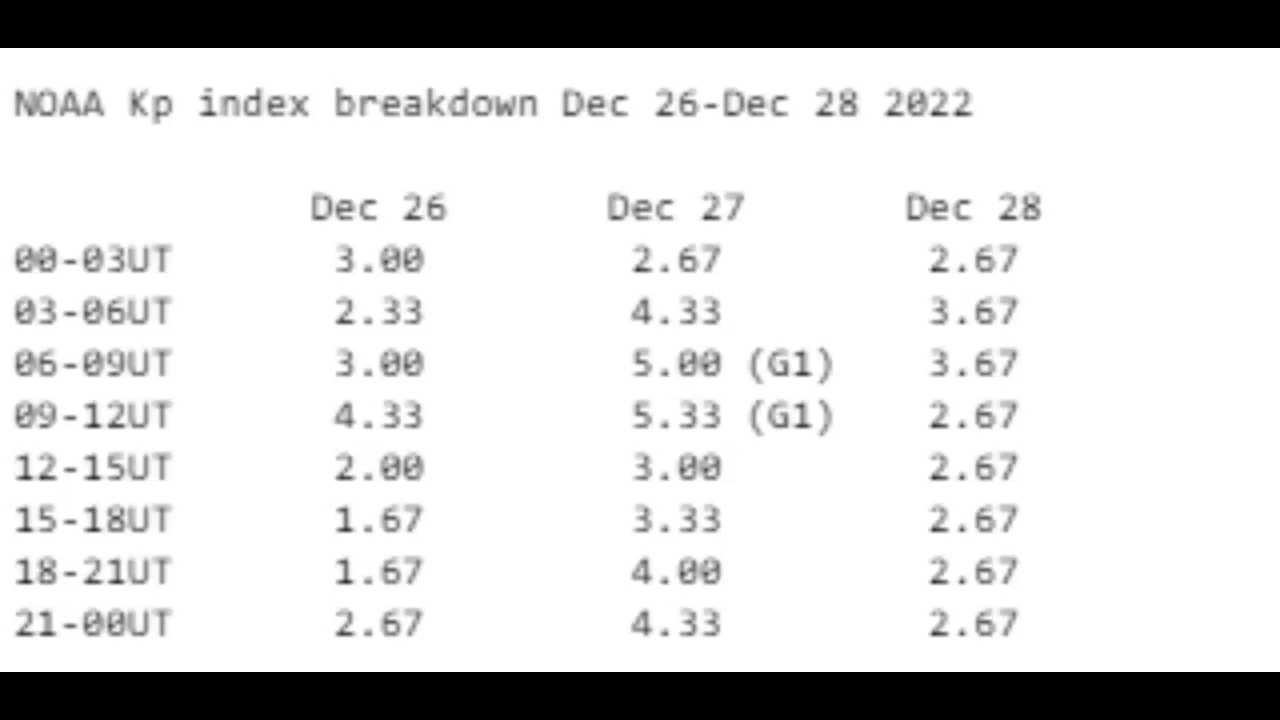 NOAA Kp index breakdown Dec 26-Dec 28 2022
Dec 26 Dec 27 Dec 28
00-03UT 3.00 2.67 2.67
03-06UT 2.33 4.33 3.67
06-09UT 3.00 5.00 (G1) 3.67
09-12UT 4.33 5.33 (G1) 2.67
12-15UT 2.00 3.00 2.67
15-18UT 1.67 3.33 2.67
18-21UT 1.67 4.00 2.67
21-00UT 2.67 4.33 2.67